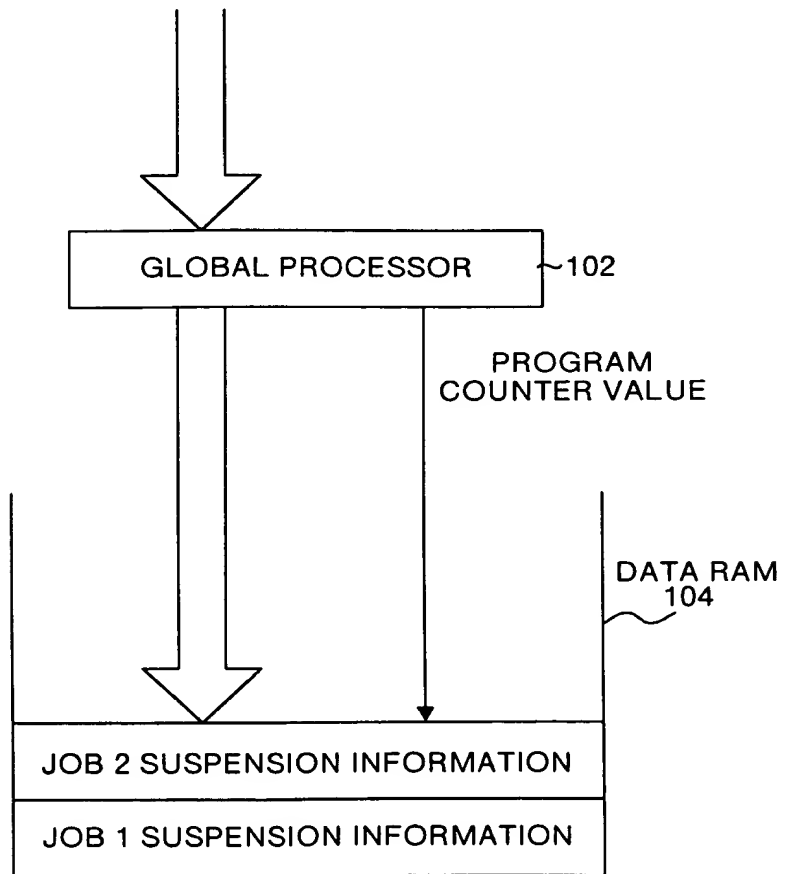 GLOBAL PROCESSOR
102
PROGRAM
COUNTER VALUE
DATA RAM
104
JOB 2 SUSPENSION INFORMATION
JOB 1 SUSPENSION INFORMATION